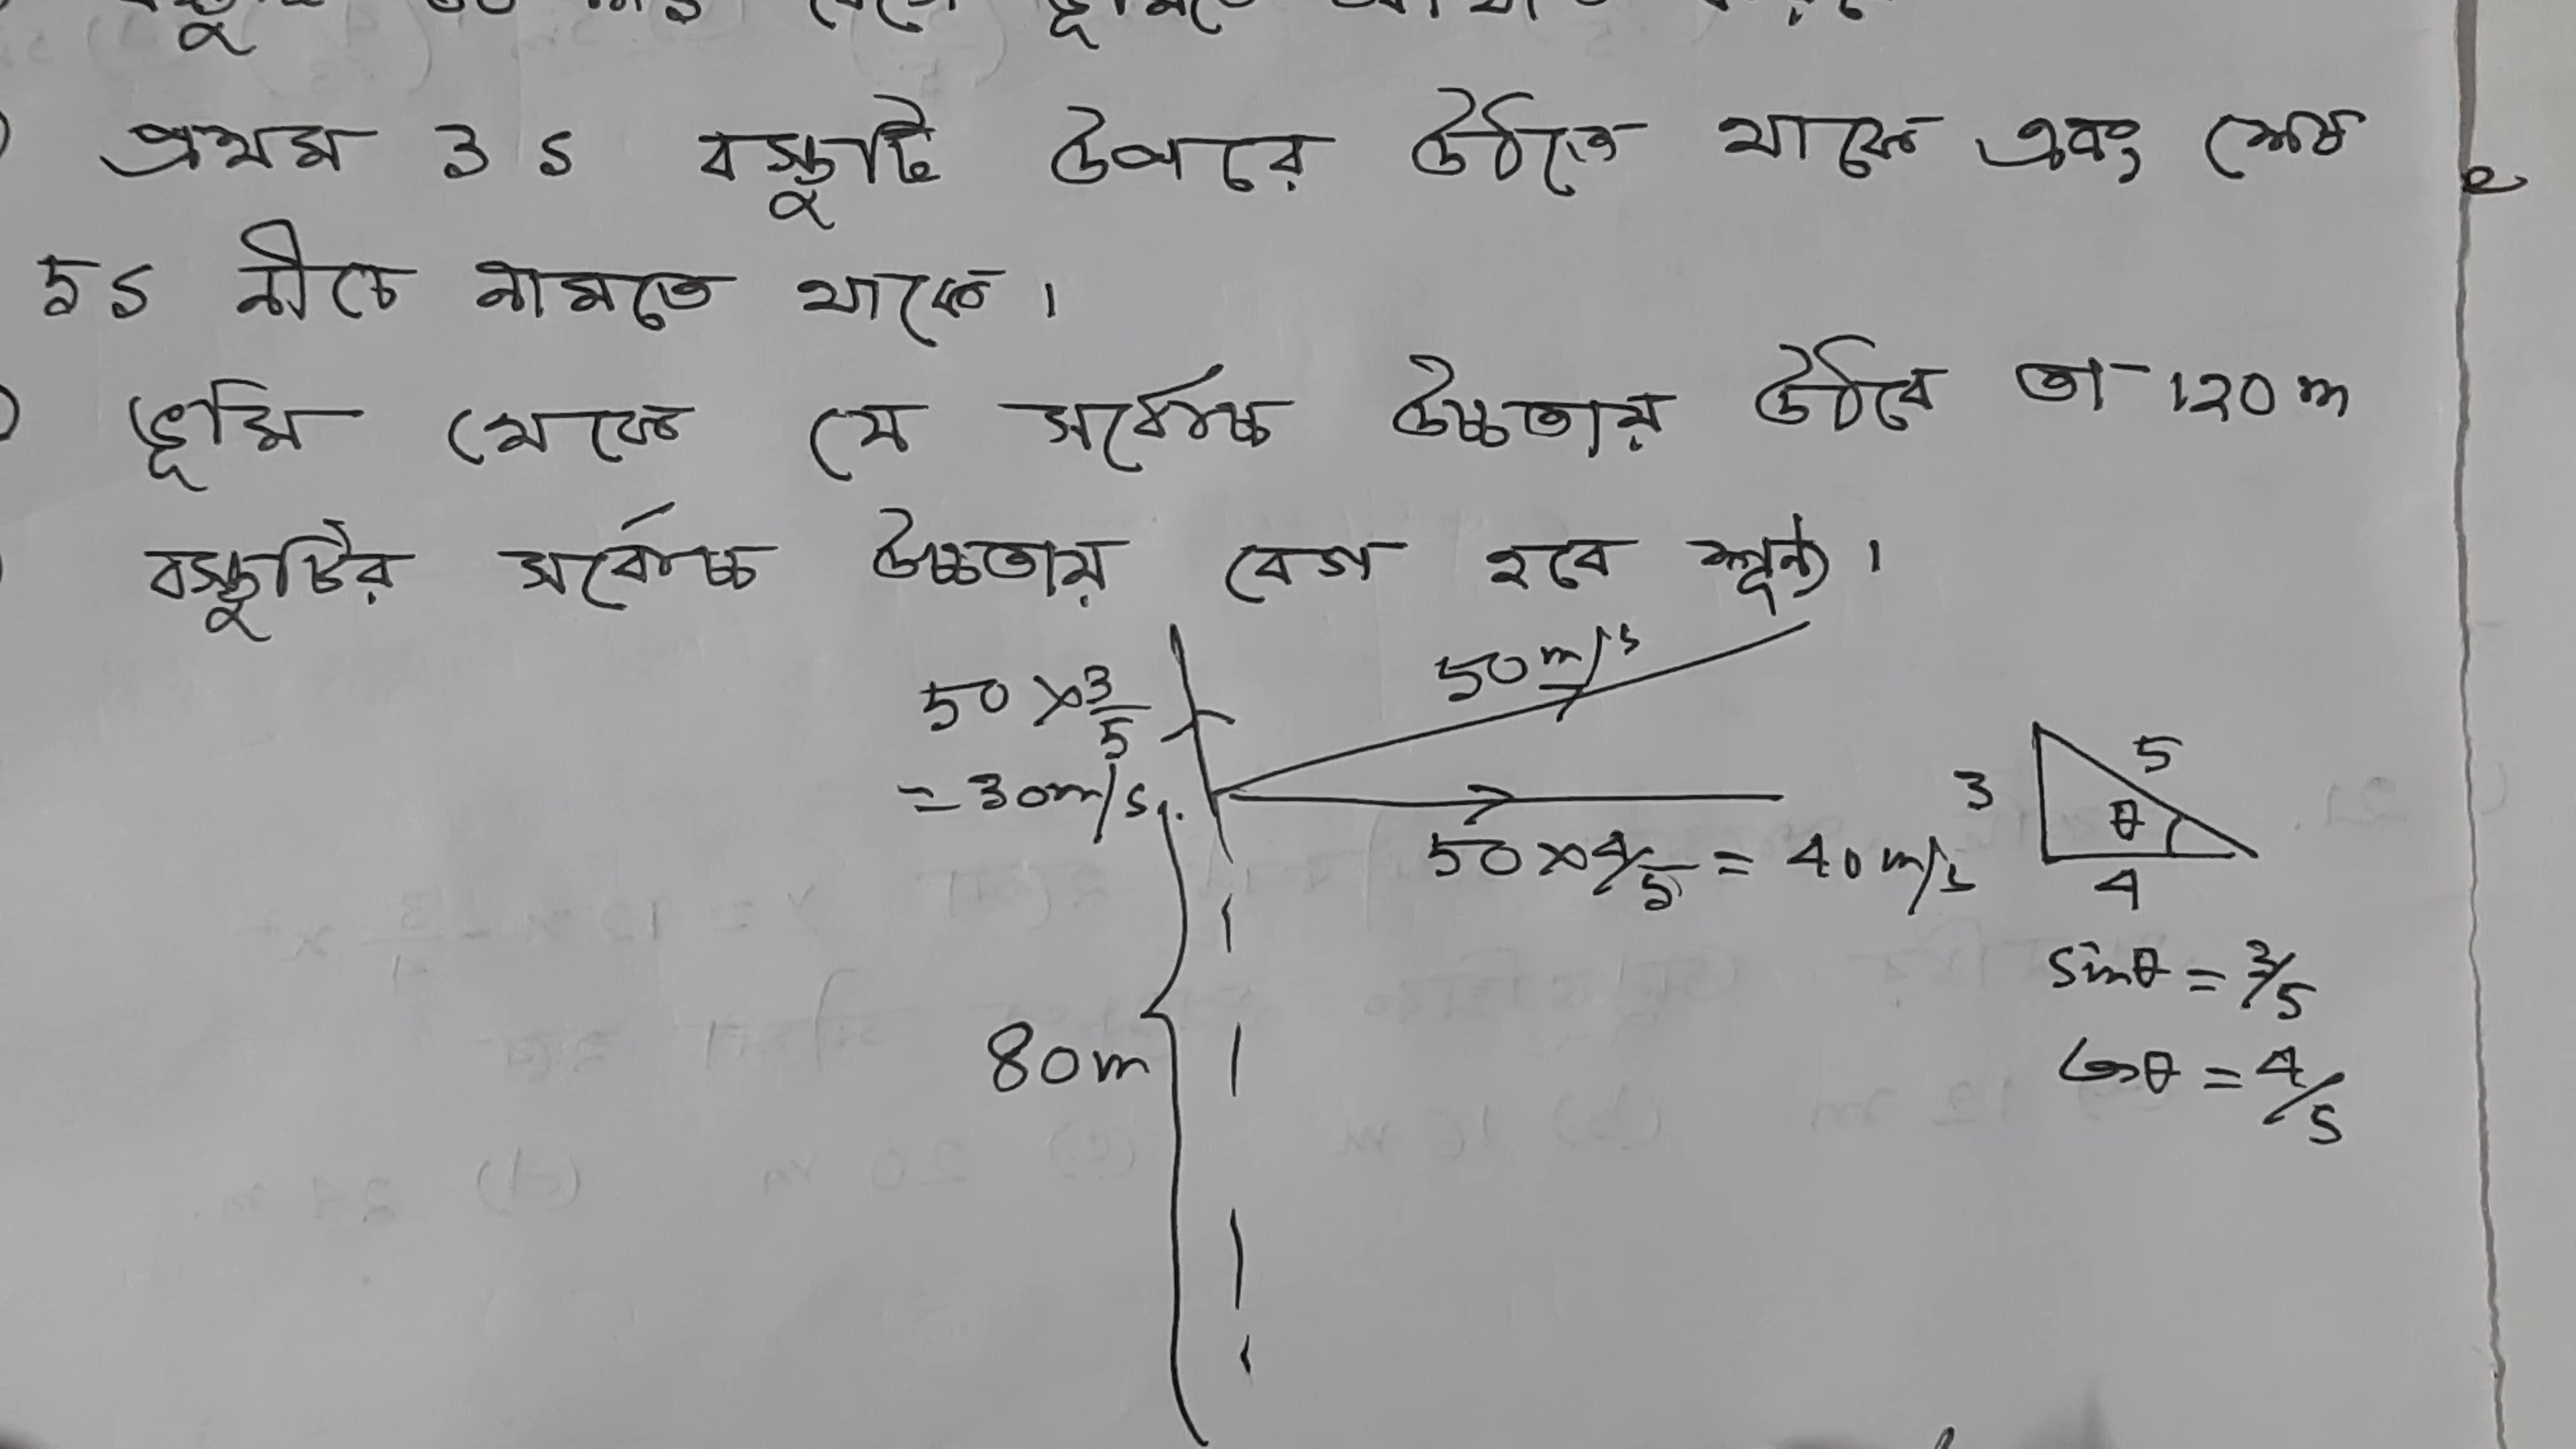 প্রথম 3 s বস্তুটি উপরে উঠতে থাকে এবং শেষ
5s নীচে নামতে থাকে।
ভূমি থেকে যে সর্বোচ্চ উচ্চতায় উঠবে তা 120 m
বস্তুটির সর্বোচ্চ উচ্চতায় বেগ হবে শূন্য।
50 m/s
50 × 3/5
= 30 m/s
50 × 4/5 = 40 m/s
3
5
θ
4
sinθ = 3/5
cosθ = 4/5
80 m